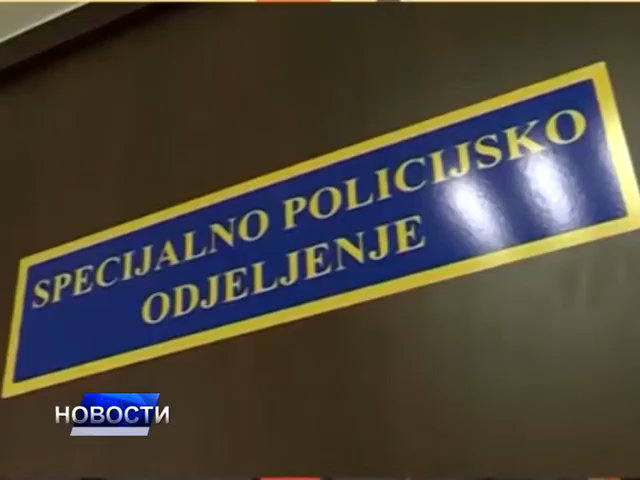 SPECIJALNO POLICIJSKO
ODJELJENJE
НОВОСТИ